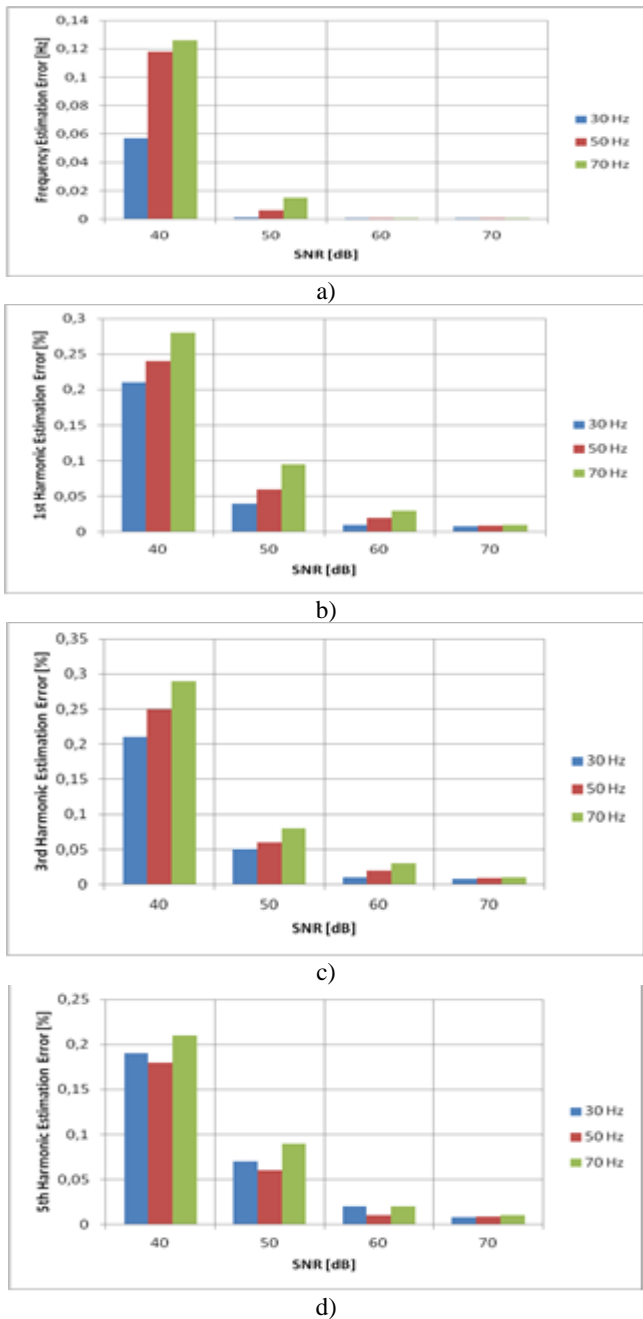 Frequency Estimation Error [Hz]
0,14
0,12
0,1
0,08
0,06
0,04
0,02
0
40 50 60 70
SNR [dB]
30 Hz
50 Hz
70 Hz
a)
1st Harmonic Estimation Error [%]
0,3
0,25
0,2
0,15
0,1
0,05
0
40 50 60 70
SNR [dB]
30 Hz
50 Hz
70 Hz
b)
3rd Harmonic Estimation Error [%]
0,35
0,3
0,25
0,2
0,15
0,1
0,05
0
40 50 60 70
SNR [dB]
30 Hz
50 Hz
70 Hz
c)
5th Harmonic Estimation Error [%]
0,25
0,2
0,15
0,1
0,05
0
40 50 60 70
SNR [dB]
30 Hz
50 Hz
70 Hz
d)